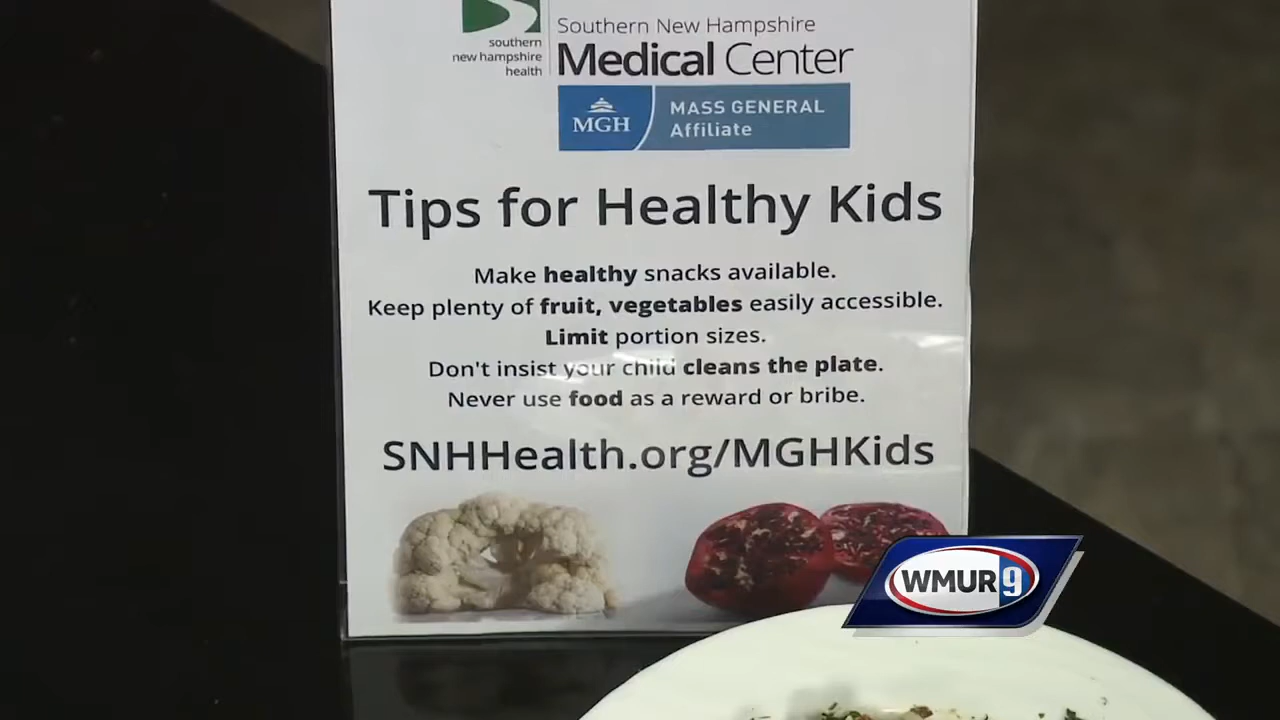 southern
new hampshire
health
Southern New Hampshire
Medical Center
MGH
MASS GENERAL
Affiliate
Tips for Healthy Kids
Make healthy snacks available.
Keep plenty of fruit, vegetables easily accessible.
Limit portion sizes.
Don't insist your child cleans the plate.
Never use food as a reward or bribe.
SNHHealth.org/MGHKids
WMUR9